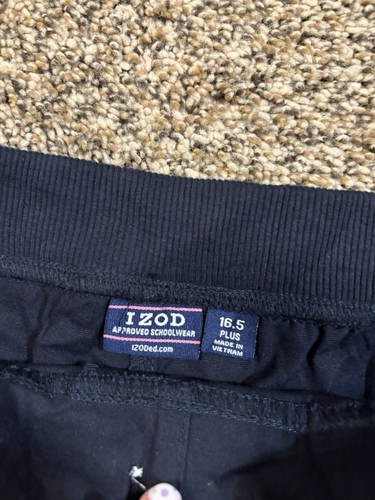 IZOD
APPROVED SCHOOLWEAR
IZODed.com
16.5
PLUS
MADE IN
VIETNAM